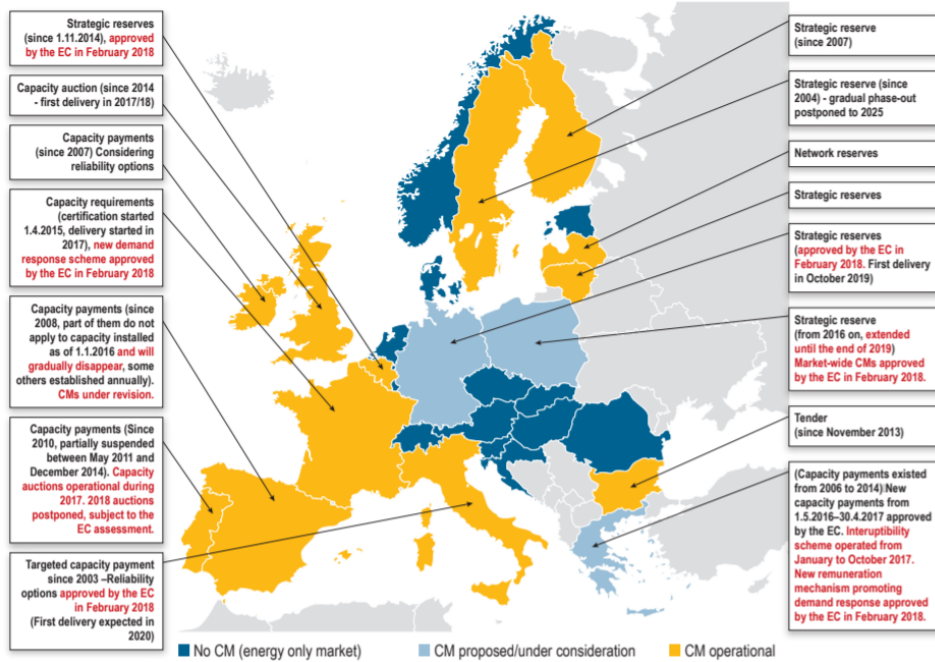 Strategic reserves
(since 1.11.2014), approved
by the EC in February 2018
Capacity auction (since 2014
- first delivery in 2017/18)
Capacity payments
(since 2007) Considering
reliability options
Capacity requirements
(certification started
1.4.2015, delivery started in
2017), new demand
response scheme approved
by the EC in February 2018
Capacity payments (since
2008, part of them do not
apply to capacity installed
as of 1.1.2016 and will
gradually disappear, some
others established annually).
CMs under revision.
Capacity payments (Since
2010, partially suspended
between May 2011 and
December 2014). Capacity
auctions operational during
2017. 2018 auctions
postponed, subject to the
EC assessment.
Targeted capacity payment
since 2003 –Reliability
options approved by the EC
in February 2018
(First delivery expected in
2020)
Strategic reserve
(since 2007)
Strategic reserve (since
2004) - gradual phase-out
postponed to 2025
Network reserves
Strategic reserves
Strategic reserves
(approved by the EC in
February 2018. First delivery
in October 2019)
Strategic reserve
(from 2016 on, extended
until the end of 2019)
Market-wide CMs approved
by the EC in February 2018.
Tender
(since November 2013)
(Capacity payments existed
from 2006 to 2014) New
capacity payments from
1.5.2016–30.4.2017 approved
by the EC. Interuptibility
scheme operated from
January to October 2017.
New remuneration
mechanism promoting
demand response approved
by the EC in February 2018.
No CM (energy only market)
CM proposed/under consideration
CM operational